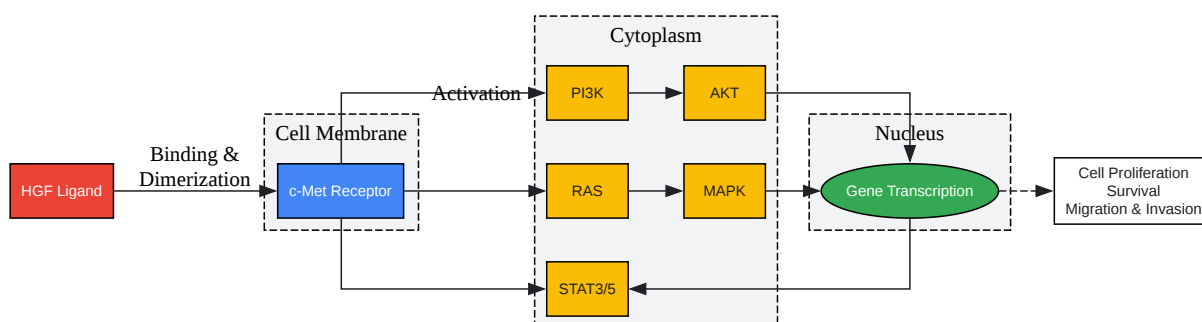 Cytoplasm
Activation
PI3K
AKT
Cell Membrane
Nucleus
Binding &
Dimerization
HGF Ligand
c-Met Receptor
RAS
MAPK
Gene Transcription
Cell Proliferation
Survival
Migration & Invasion
STAT3/5